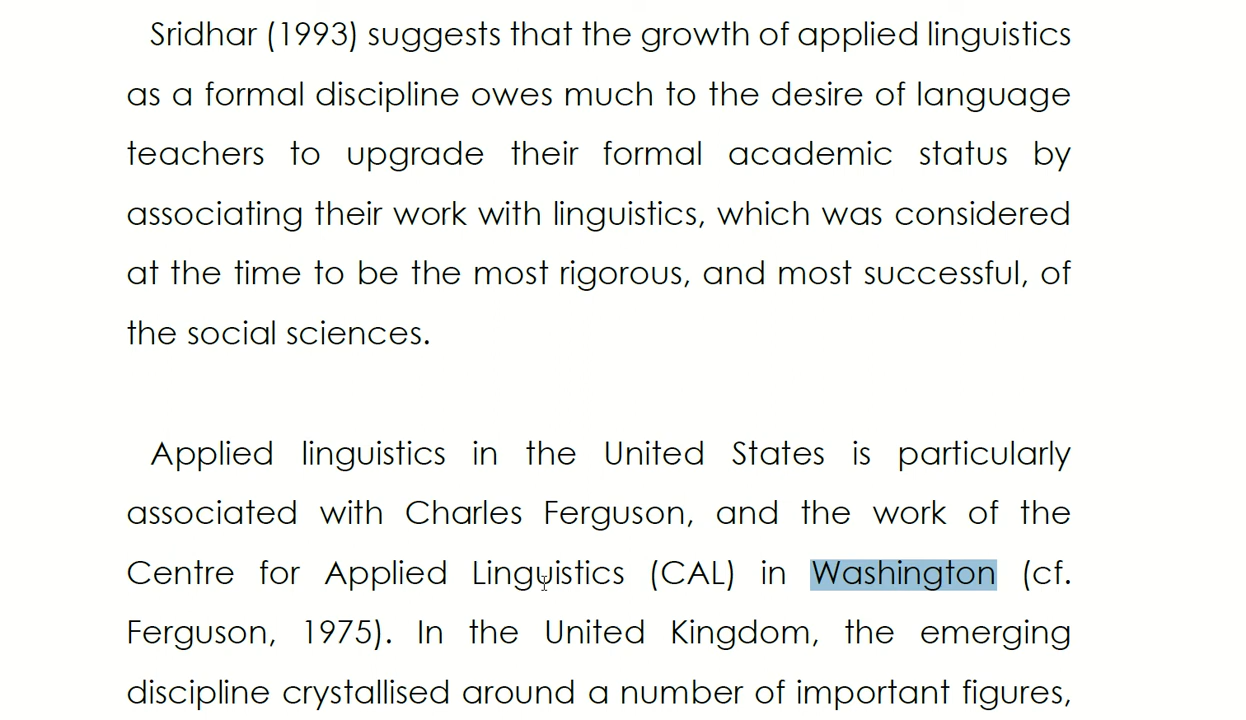 Sridhar (1993) suggests that the growth of applied linguistics
as a formal discipline owes much to the desire of language
teachers to upgrade their formal academic status by
associating their work with linguistics, which was considered
at the time to be the most rigorous, and most successful, of
the social sciences.
Applied linguistics in the United States is particularly
associated with Charles Ferguson, and the work of the
Centre for Applied Linguistics (CAL) in Washington (cf.
Ferguson, 1975). In the United Kingdom, the emerging
discipline crystallised around a number of important figures,